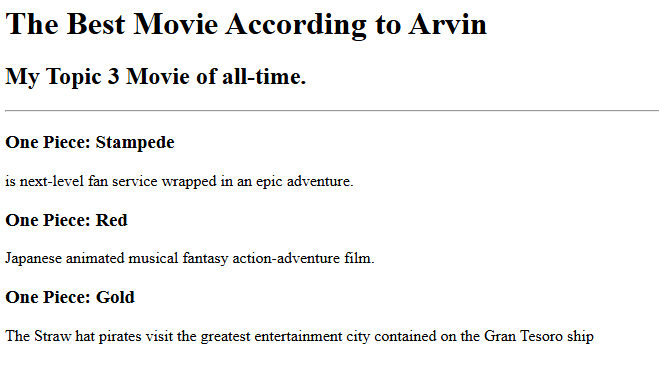 The Best Movie According to Arvin
My Topic 3 Movie of all-time.
One Piece: Stampede
is next-level fan service wrapped in an epic adventure.
One Piece: Red
Japanese animated musical fantasy action-adventure film.
One Piece: Gold
The Straw hat pirates visit the greatest entertainment city contained on the Gran Tesoro ship